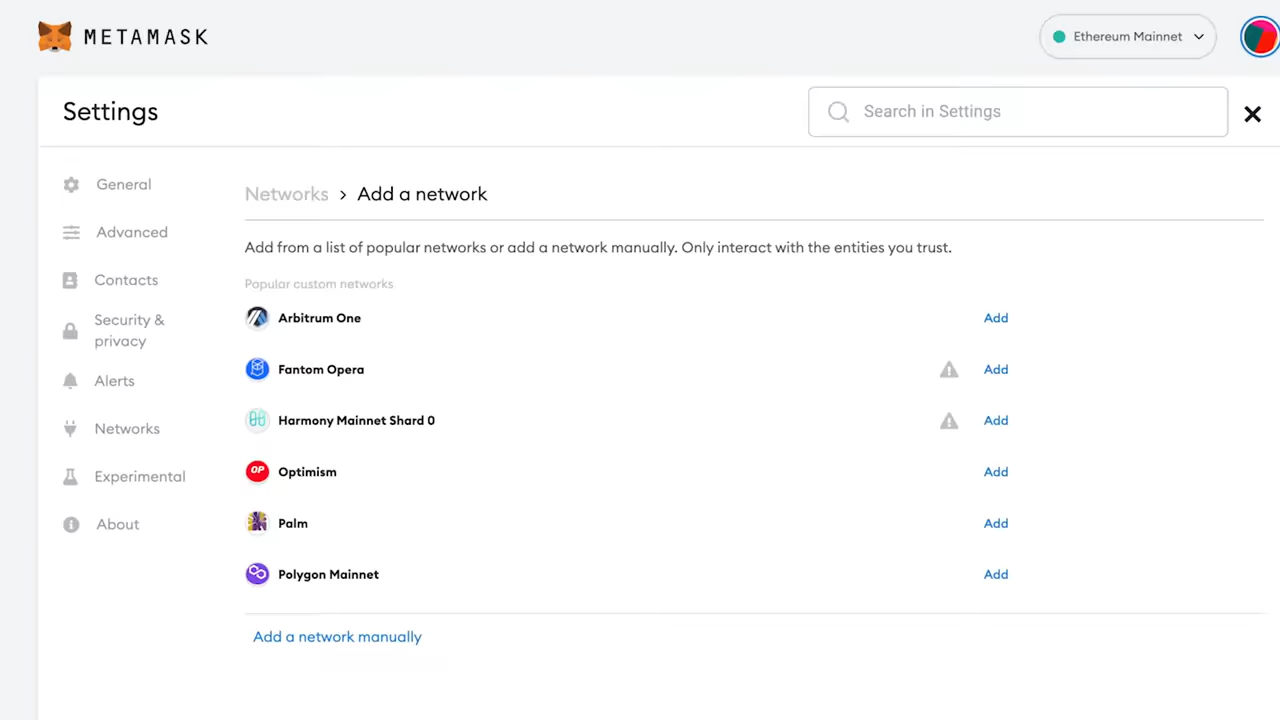 METAMASK
Ethereum Mainnet
Settings
Search in Settings
General
Advanced
Contacts
Security &
privacy
Alerts
Networks
Experimental
About
Networks > Add a network
Add from a list of popular networks or add a network manually. Only interact with the entities you trust.
Popular custom networks
Arbitrum One Add
Fantom Opera Add
Harmony Mainnet Shard 0 Add
OP Optimism Add
Palm Add
Polygon Mainnet Add
Add a network manually